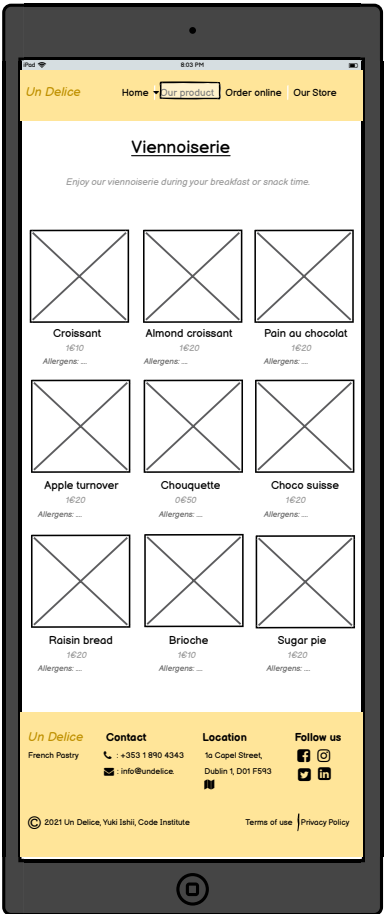 iPad 8:03 PM
Un Delice Home Our product Order online Our Store
Viennoiserie
Enjoy our viennoiserie during your breakfast or snack time.
Croissant Almond croissant Pain au chocolat
1€10 1€20 1€20
Allergens: ... Allergens: ... Allergens: ...
Apple turnover Chouquette Choco suisse
1€20 0€50 1€20
Allergens: ... Allergens: ... Allergens: ...
Raisin bread Brioche Sugar pie
1€20 1€10 1€20
Allergens: ... Allergens: ... Allergens: ...
Un Delice Contact Location Follow us
French Pastry : +353 1 890 4343 1a Capel Street,
: info@undelice. Dublin 1, D01 F593
© 2021 Un Delice, Yuki Ishii, Code Institute Terms of use Privacy Policy